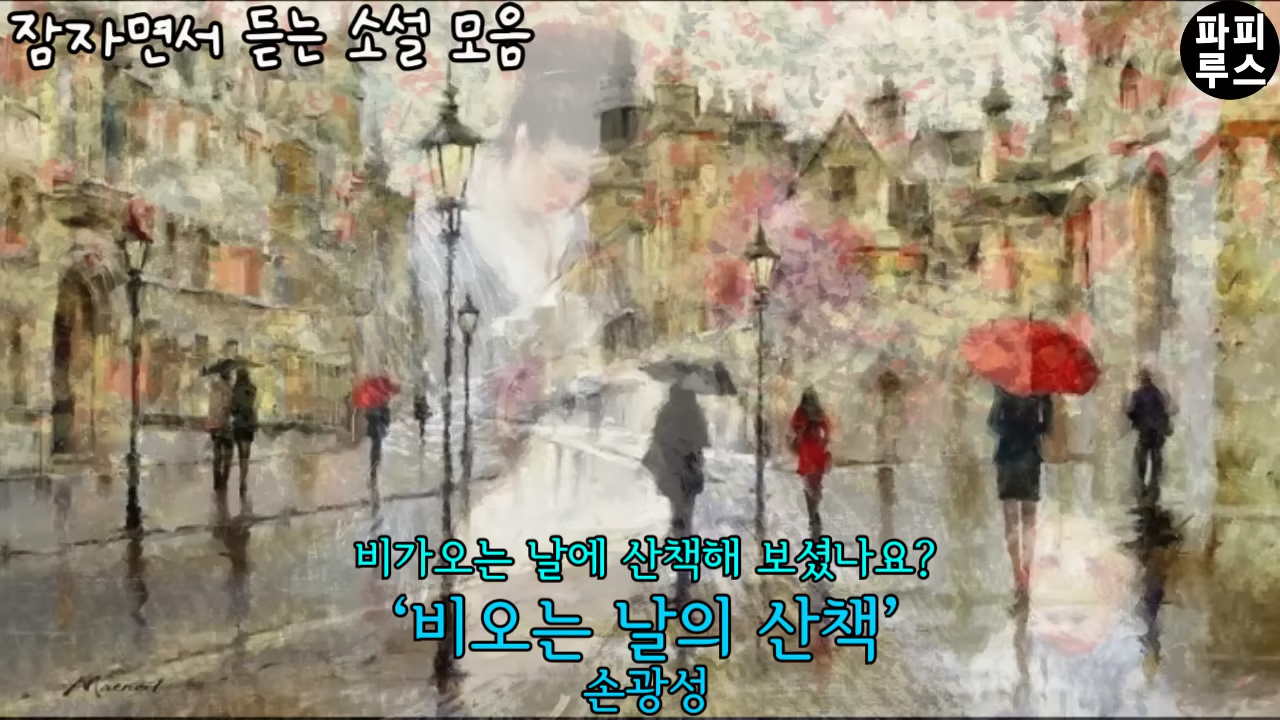 잠자면서 듣는 소설 모음
파피
루스
비가오는 날에 산책해 보셨나요?
‘비오는 날의 산책’
손광성